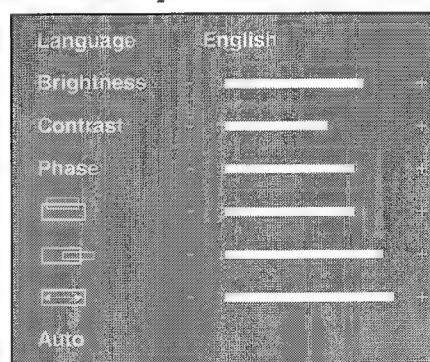 Language English
Brightness +
Contrast +
Phase - +
- +
- +
- +
Auto